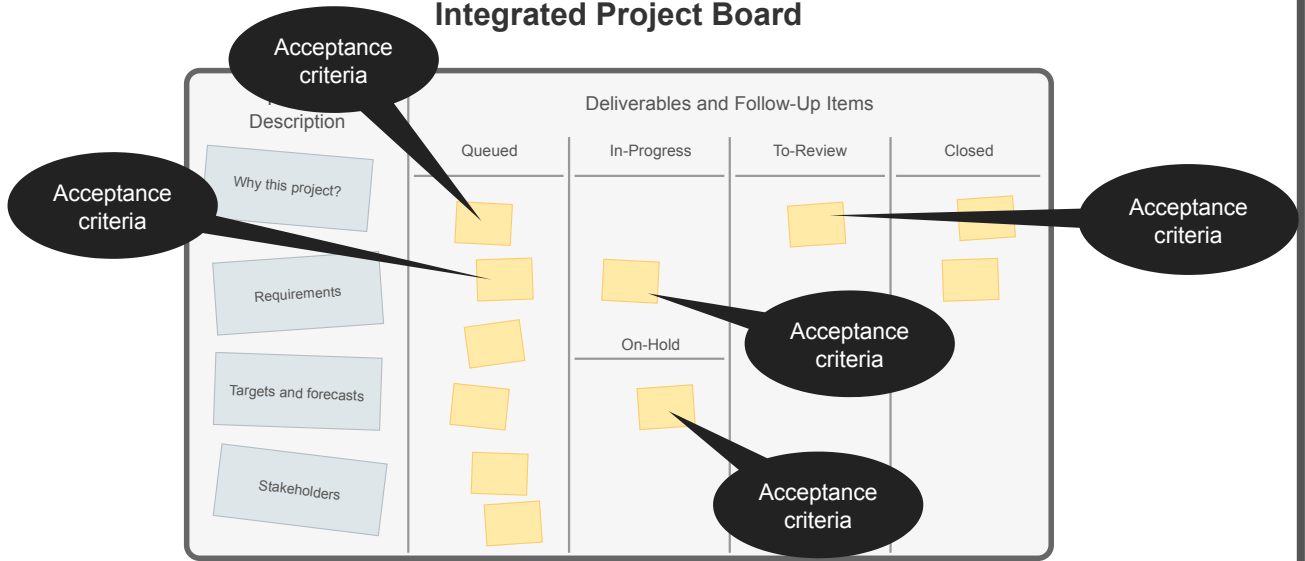 Integrated Project Board
Acceptance
criteria
Description
Deliverables and Follow-Up Items
Queued
In-Progress
To-Review
Closed
Why this project?
Acceptance
criteria
Acceptance
criteria
Requirements
Acceptance
criteria
On-Hold
Targets and forecasts
Stakeholders
Acceptance
criteria